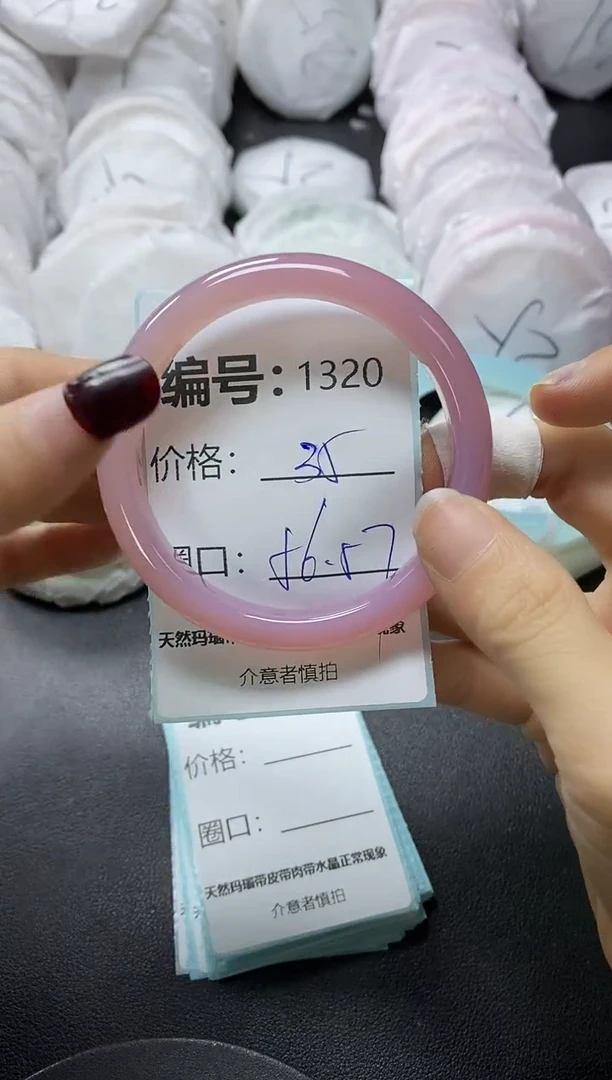 编号：1320
价格：35
圈口：56-57
天然玛瑙
介意者慎拍
价格：
圈口：
天然玛瑙带皮带肉带水晶正常现象
介意者慎拍